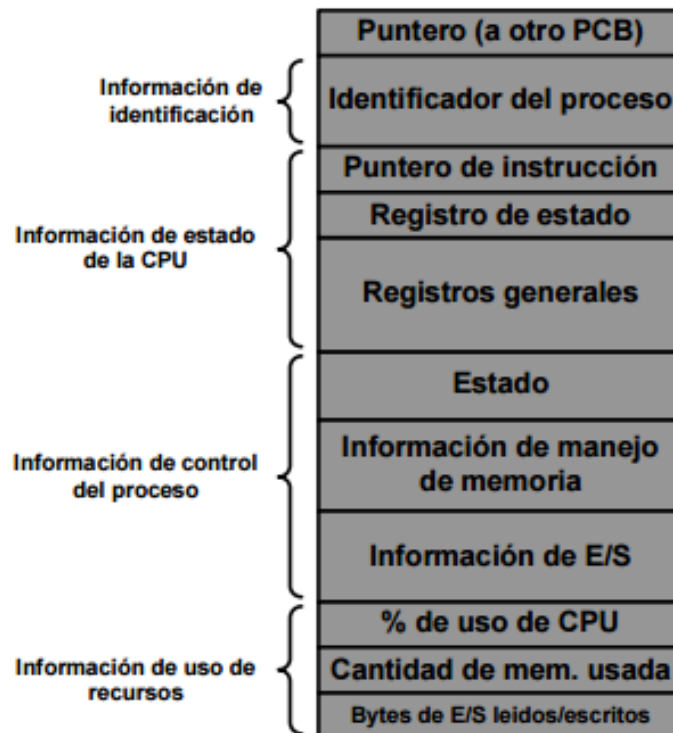 Puntero (a otro PCB)
Información de
identificación
Identificador del proceso
Puntero de instrucción
Registro de estado
Información de estado
de la CPU
Registros generales
Estado
Información de control
del proceso
Información de manejo
de memoria
Información de E/S
% de uso de CPU
Información de uso de
recursos
Cantidad de mem. usada
Bytes de E/S leidos/escritos